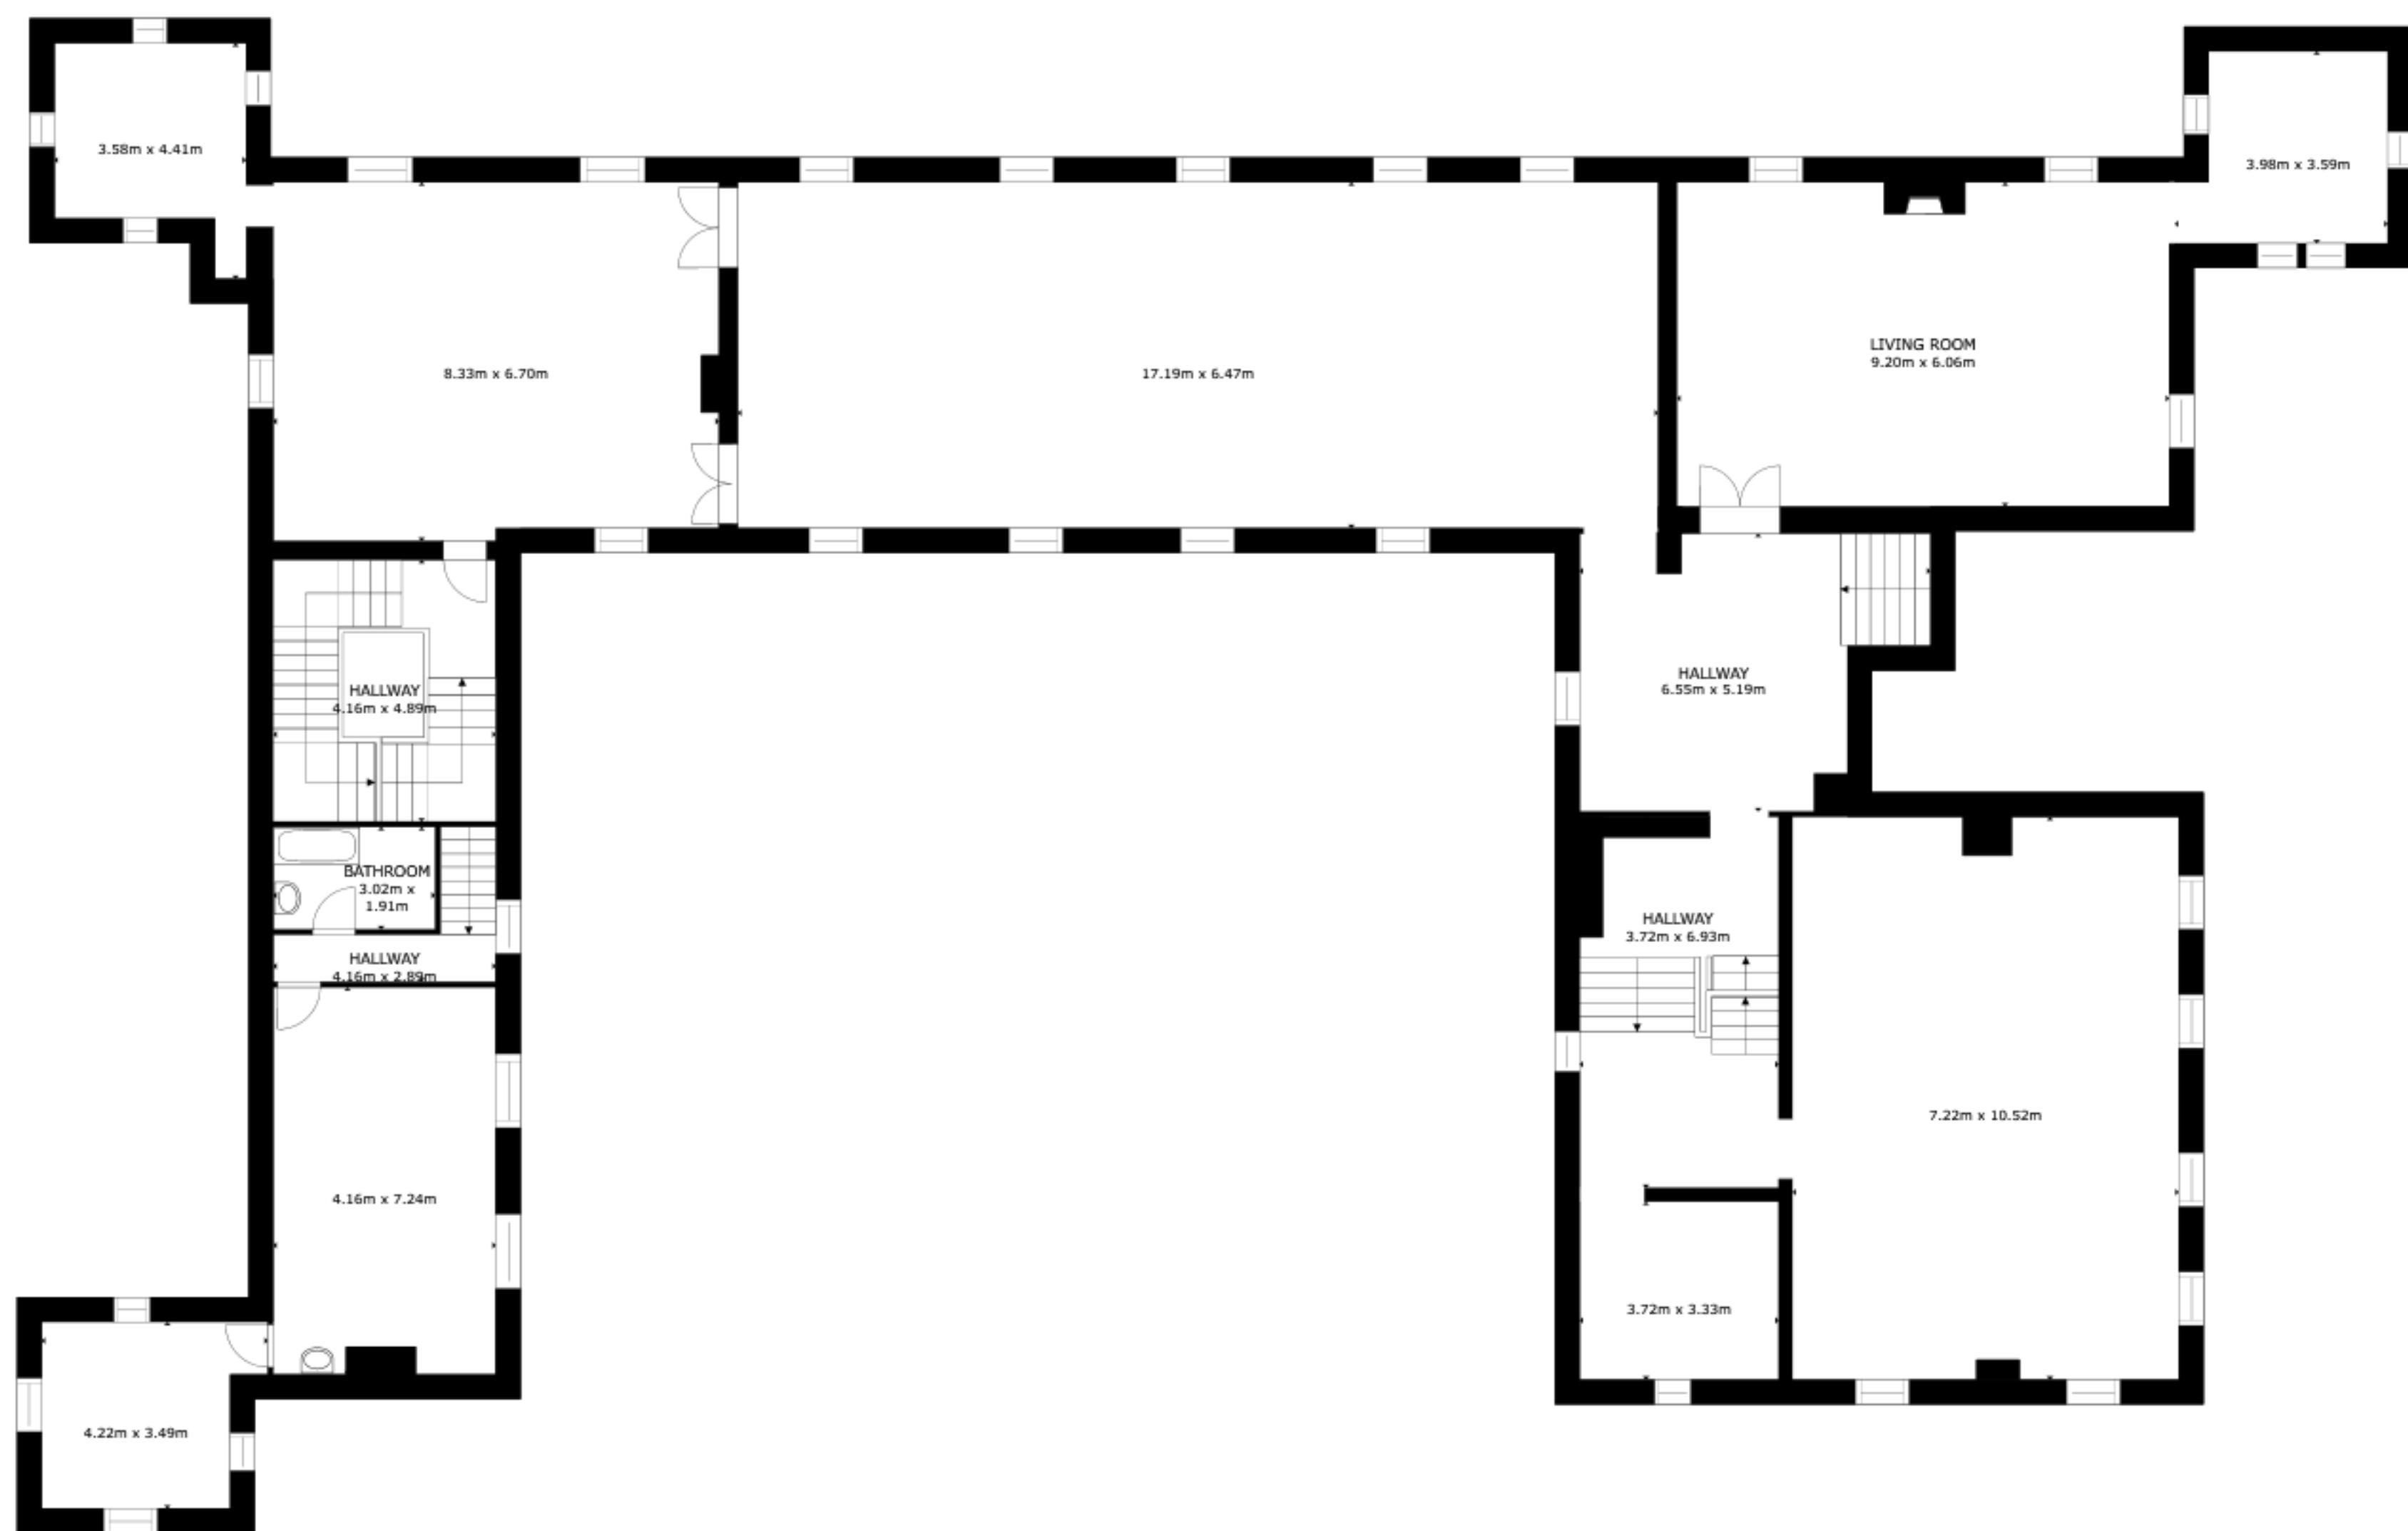 3.58m x 4.41m
3.98m x 3.59m
8.33m x 6.70m
17.19m x 6.47m
LIVING ROOM
9.20m x 6.06m
HALLWAY
4.16m x 4.89m
HALLWAY
6.55m x 5.19m
BATHROOM
3.02m x
1.91m
HALLWAY
4.16m x 2.89m
HALLWAY
3.72m x 6.93m
4.16m x 7.24m
7.22m x 10.52m
3.72m x 3.33m
4.22m x 3.49m